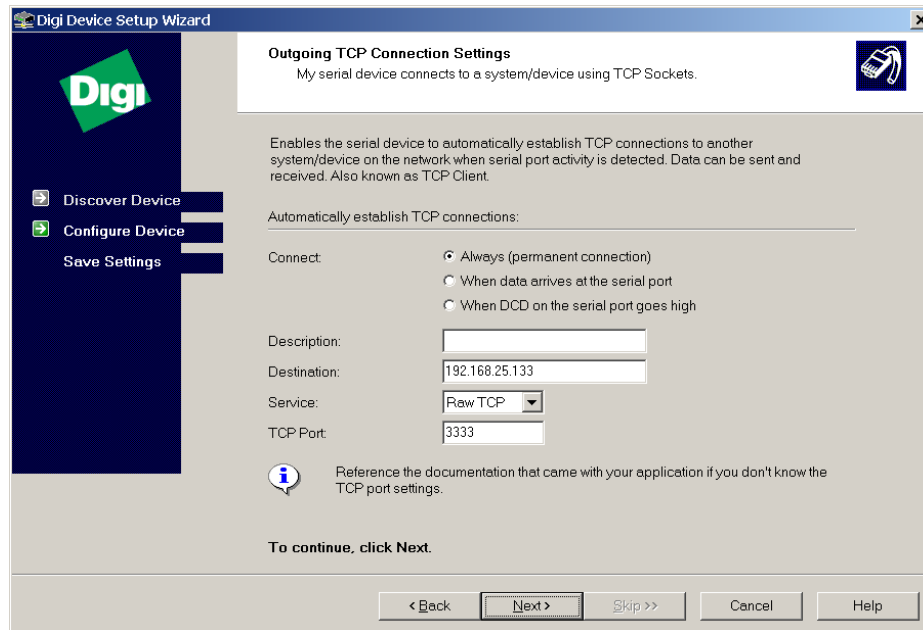 Digi Device Setup Wizard
Digi
Discover Device
Configure Device
Save Settings
Outgoing TCP Connection Settings
My serial device connects to a system/device using TCP Sockets.
Enables the serial device to automatically establish TCP connections to another
system/device on the network when serial port activity is detected. Data can be sent and
received. Also known as TCP Client.
Automatically establish TCP connections:
Connect: Always (permanent connection)
When data arrives at the serial port
When DCD on the serial port goes high
Description:
Destination: 192.168.25.133
Service: Raw TCP
TCP Port: 3333
Reference the documentation that came with your application if you don't know the
TCP port settings.
To continue, click Next.
< Back Next > Skip >> Cancel Help